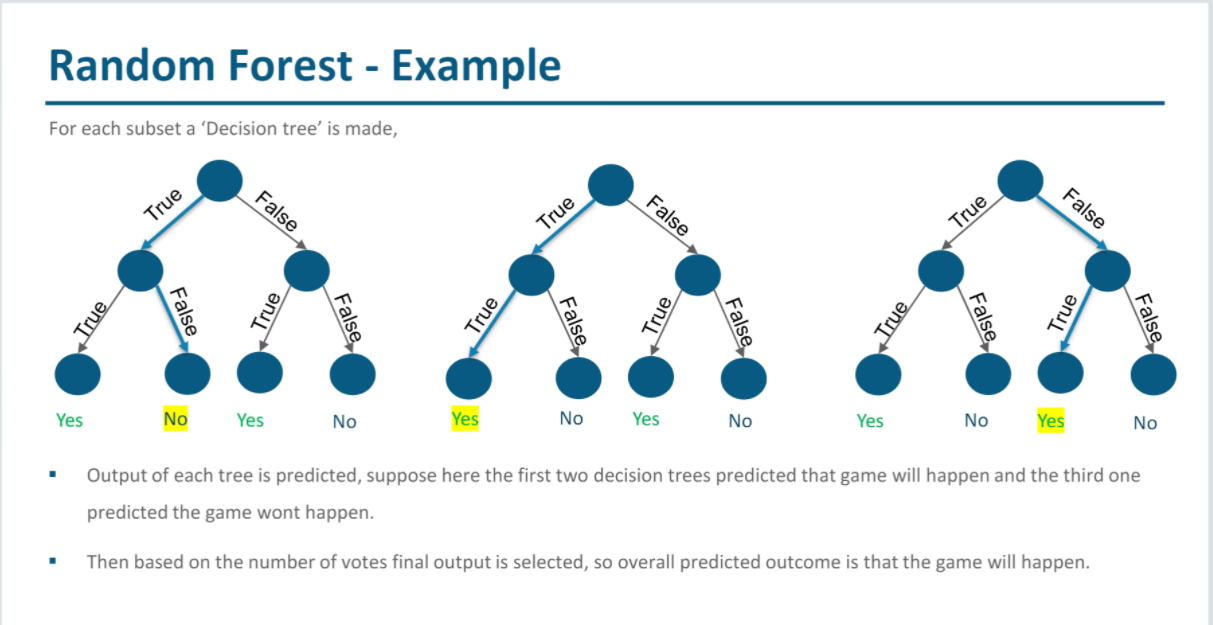 Random Forest - Example
For each subset a ‘Decision tree’ is made,
True False True False True False
True False True False True False True False True False True False
Yes No Yes No Yes No Yes No Yes No Yes No
▪ Output of each tree is predicted, suppose here the first two decision trees predicted that game will happen and the third one
predicted the game wont happen.
▪ Then based on the number of votes final output is selected, so overall predicted outcome is that the game will happen.